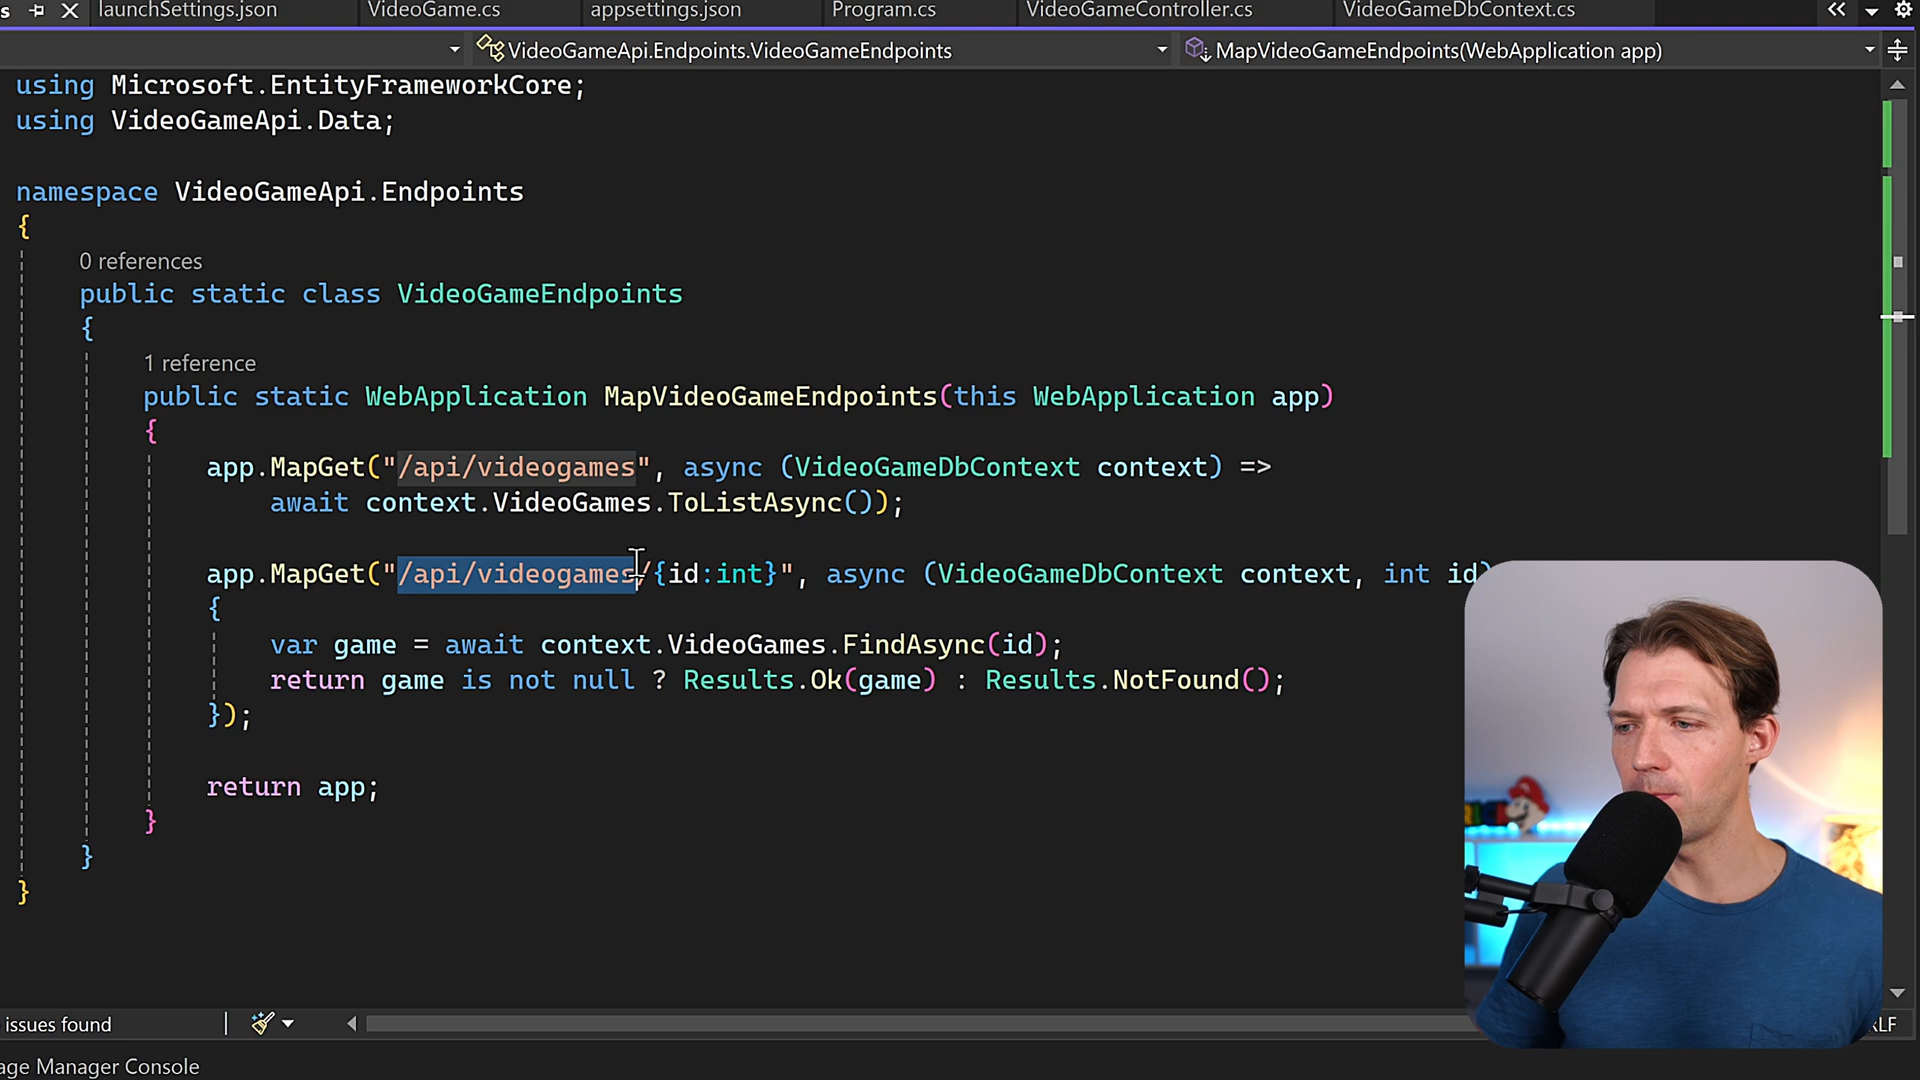 launchSettings.json VideoGame.cs appsettings.json Program.cs VideoGameController.cs VideoGameDbContext.cs
VideoGameApi.Endpoints.VideoGameEndpoints MapVideoGameEndpoints(WebApplication app)
using Microsoft.EntityFrameworkCore;
using VideoGameApi.Data;
namespace VideoGameApi.Endpoints
{
0 references
public static class VideoGameEndpoints
{
1 reference
public static WebApplication MapVideoGameEndpoints(this WebApplication app)
{
app.MapGet("/api/videogames", async (VideoGameDbContext context) =>
await context.VideoGames.ToListAsync());
app.MapGet("/api/videogames/{id:int}", async (VideoGameDbContext context, int id)
{
var game = await context.VideoGames.FindAsync(id);
return game is not null ? Results.Ok(game) : Results.NotFound();
});
return app;
}
}
}
issues found
age Manager Console